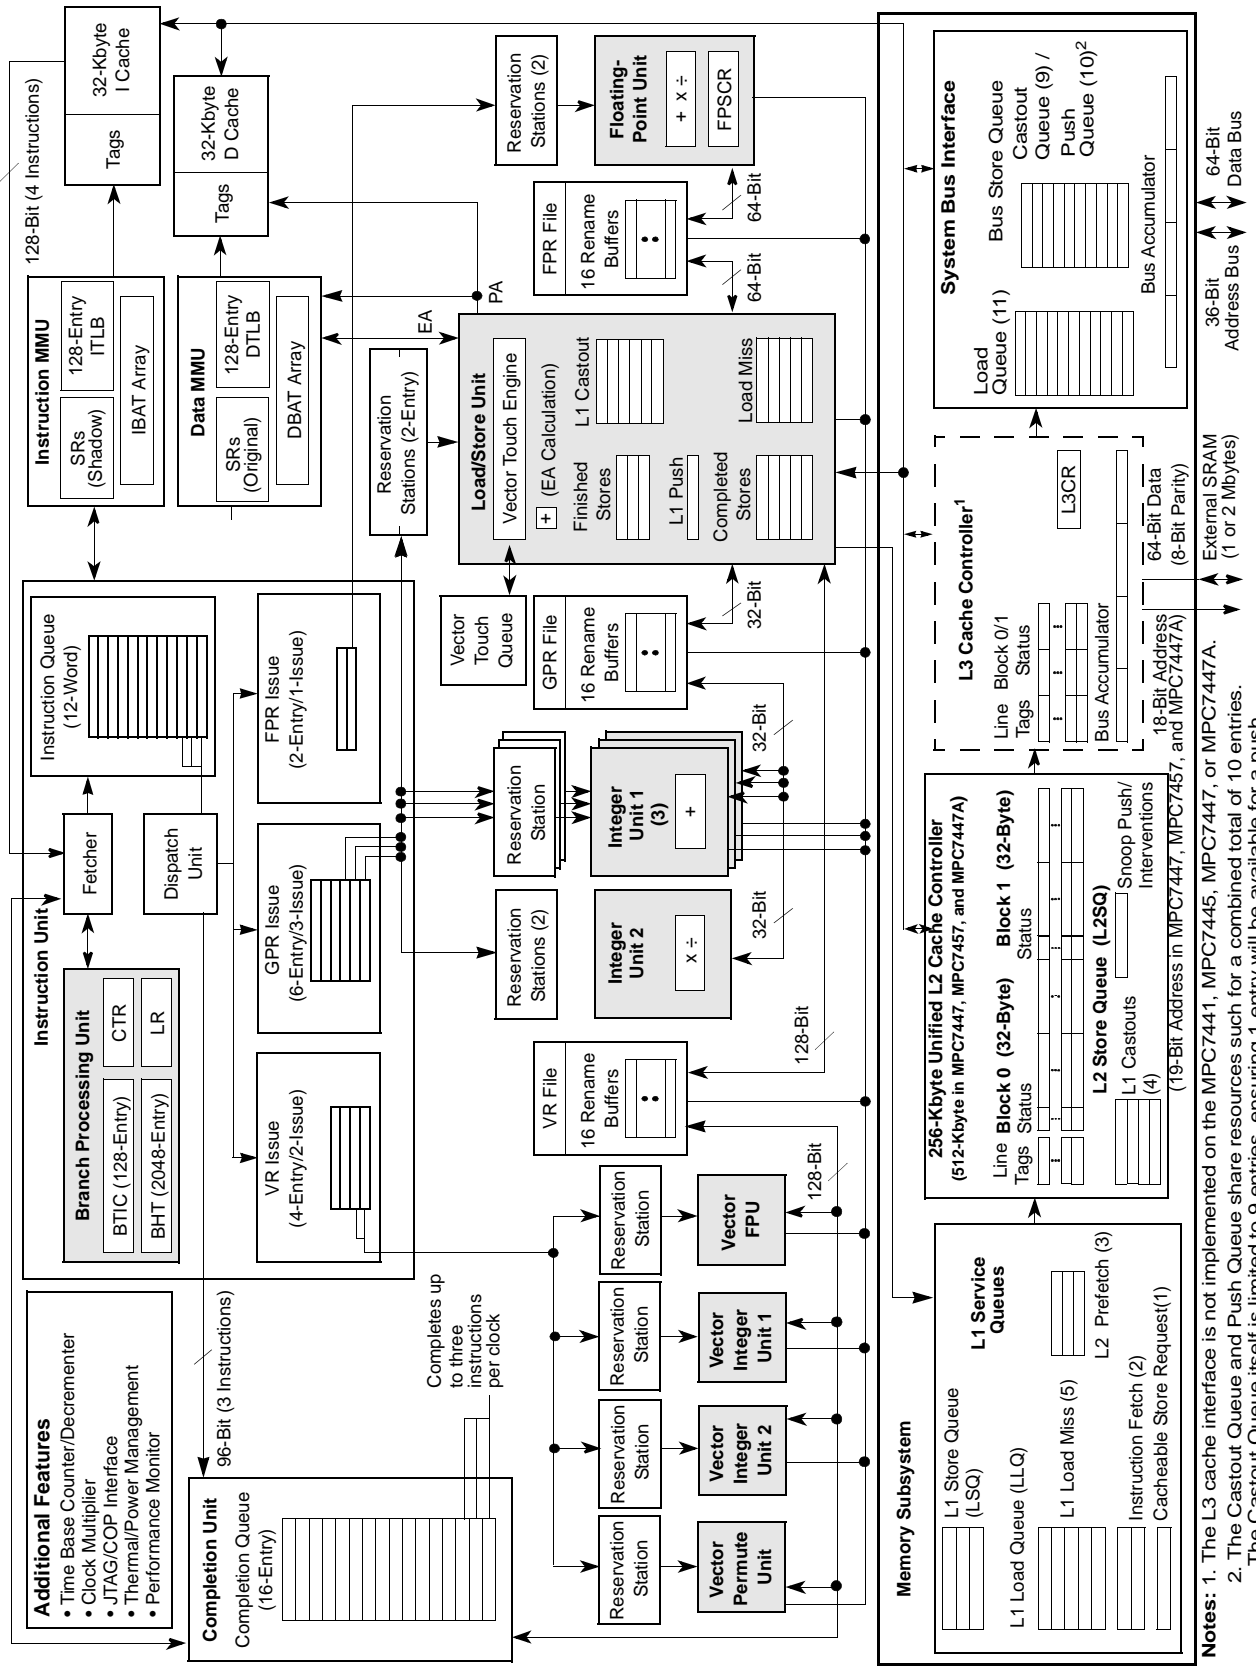 Additional Features
• Time Base Counter/Decrementer
• Clock Multiplier
• JTAG/COP Interface
• Thermal/Power Management
• Performance Monitor
Instruction Unit
Branch Processing Unit
BTIC (128-Entry)
CTR
BHT (2048-Entry)
LR
Fetcher
Dispatch
Unit
Instruction Queue
(12-Word)
96-Bit (3 Instructions)
VR Issue
(4-Entry/2-Issue)
GPR Issue
(6-Entry/3-Issue)
FPR Issue
(2-Entry/1-Issue)
Instruction MMU
SRs
(Shadow)
128-Entry
ITLB
IBAT Array
128-Bit (4 Instructions)
Tags
32-Kbyte
I Cache
Data MMU
SRs
(Original)
128-Entry
DTLB
DBAT Array
Tags
32-Kbyte
D Cache
EA
PA
Completion Unit
Completion Queue
(16-Entry)
Completes up
to three
instructions
per clock
Reservation
Stations (2-Entry)
Vector
Touch
Queue
Load/Store Unit
Vector Touch Engine
+
(EA Calculation)
Finished
Stores
L1 Castout
L1 Push
Completed
Stores
Load Miss
Reservation
Station
Reservation
Station
Reservation
Station
Reservation
Station
Vector
Permute
Unit
Vector
Integer
Unit 2
Vector
Integer
Unit 1
Vector
FPU
128-Bit
VR File
16 Rename
Buffers
128-Bit
Reservation
Stations (2)
Integer
Unit 2
x ÷
32-Bit
Reservation
Station
Integer
Unit 1
(3)
+
32-Bit
GPR File
16 Rename
Buffers
32-Bit
FPR File
16 Rename
Buffers
64-Bit
64-Bit
Reservation
Stations (2)
Floating-
Point Unit
+ x ÷
FPSCR
Memory Subsystem
L1 Store Queue
(LSQ)
L1 Service
Queues
L1 Load Queue (LLQ)
L1 Load Miss (5)
L2 Prefetch (3)
Instruction Fetch (2)
Cacheable Store Request(1)
256-Kbyte Unified L2 Cache Controller
(512-Kbyte in MPC7447, MPC7457, and MPC7447A)
Line
Tags
Block 0 (32-Byte)
Status
Block 1 (32-Byte)
Status
L2 Store Queue (L2SQ)
L1 Castouts
(4)
Snoop Push/
Interventions
L3 Cache Controller1
Line
Tags
Block 0/1
Status
L3CR
Bus Accumulator
System Bus Interface
Load
Queue (11)
Bus Store Queue
Castout
Queue (9) /
Push
Queue (10)2
Bus Accumulator
18-Bit Address
(19-Bit Address in MPC7447, MPC7457, and MPC7447A)
64-Bit Data
(8-Bit Parity)
External SRAM
(1 or 2 Mbytes)
36-Bit
Address Bus
64-Bit
Data Bus
Notes: 1. The L3 cache interface is not implemented on the MPC7441, MPC7445, MPC7447, or MPC7447A.
2. The Castout Queue and Push Queue share resources such for a combined total of 10 entries.
The Castout Queue itself is limited to 9 entries, ensuring 1 entry will be available for a push.